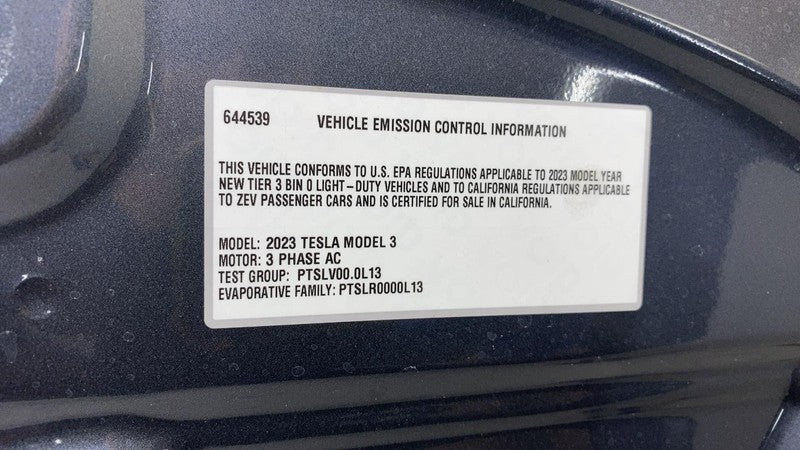 644539 VEHICLE EMISSION CONTROL INFORMATION
THIS VEHICLE CONFORMS TO U.S. EPA REGULATIONS APPLICABLE TO 2023 MODEL YEAR
NEW TIER 3 BIN 0 LIGHT-DUTY VEHICLES AND TO CALIFORNIA REGULATIONS APPLICABLE
TO ZEV PASSENGER CARS AND IS CERTIFIED FOR SALE IN CALIFORNIA.
MODEL: 2023 TESLA MODEL 3
MOTOR: 3 PHASE AC
TEST GROUP: PTSLV00.0L13
EVAPORATIVE FAMILY: PTSLR0000L13